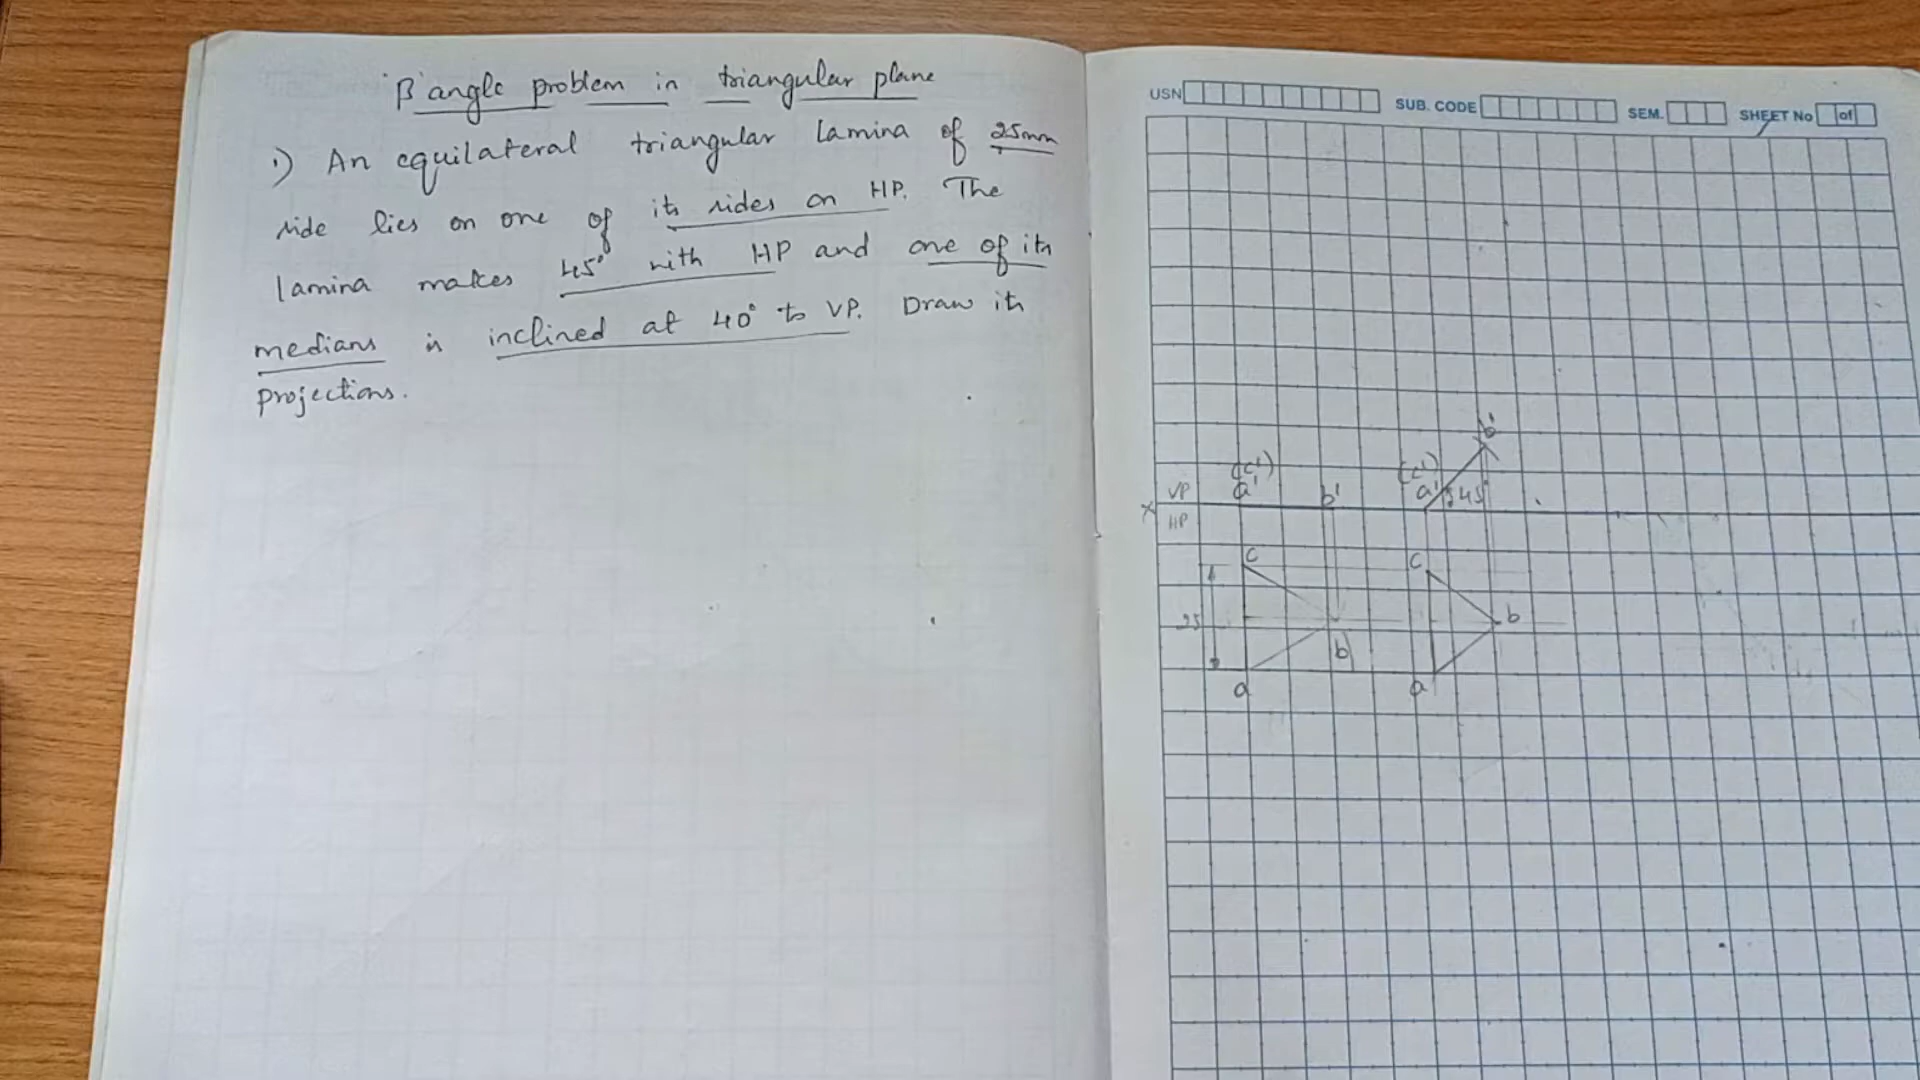 'β' angle problem in triangular plane
1) An equilateral triangular lamina of 25mm
side lies on one of its sides on HP. The
lamina makes 45° with HP and one of its
medians is inclined at 40° to VP. Draw its
projections.
USN SUB. CODE SEM. SHEET No of
b'
(c') (c')
VP a' b' a' 45°
X HP
c c
25 b b
a a